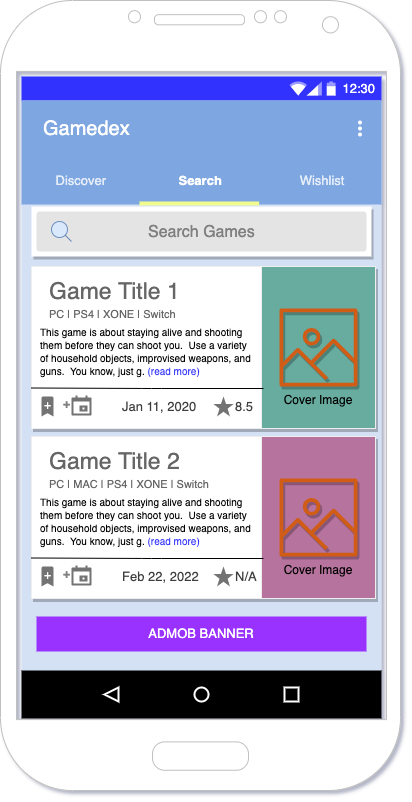 12:30
Gamedex
Discover
Search
Wishlist
Search Games
Game Title 1
PC | PS4 | XONE | Switch
This game is about staying alive and shooting
them before they can shoot you. Use a variety
of household objects, improvised weapons, and
guns. You know, just g. (read more)
Cover Image
+
Jan 11, 2020
8.5
Game Title 2
PC | MAC | PS4 | XONE | Switch
This game is about staying alive and shooting
them before they can shoot you. Use a variety
of household objects, improvised weapons, and
guns. You know, just g. (read more)
Cover Image
+
Feb 22, 2022
N/A
ADMOB BANNER